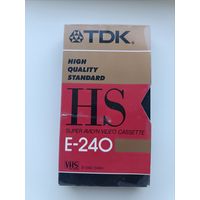 TDK
HIGH
QUALITY
STANDARD
HS
SUPER AVILYN VIDEO CASSETTE
E-240
VHS